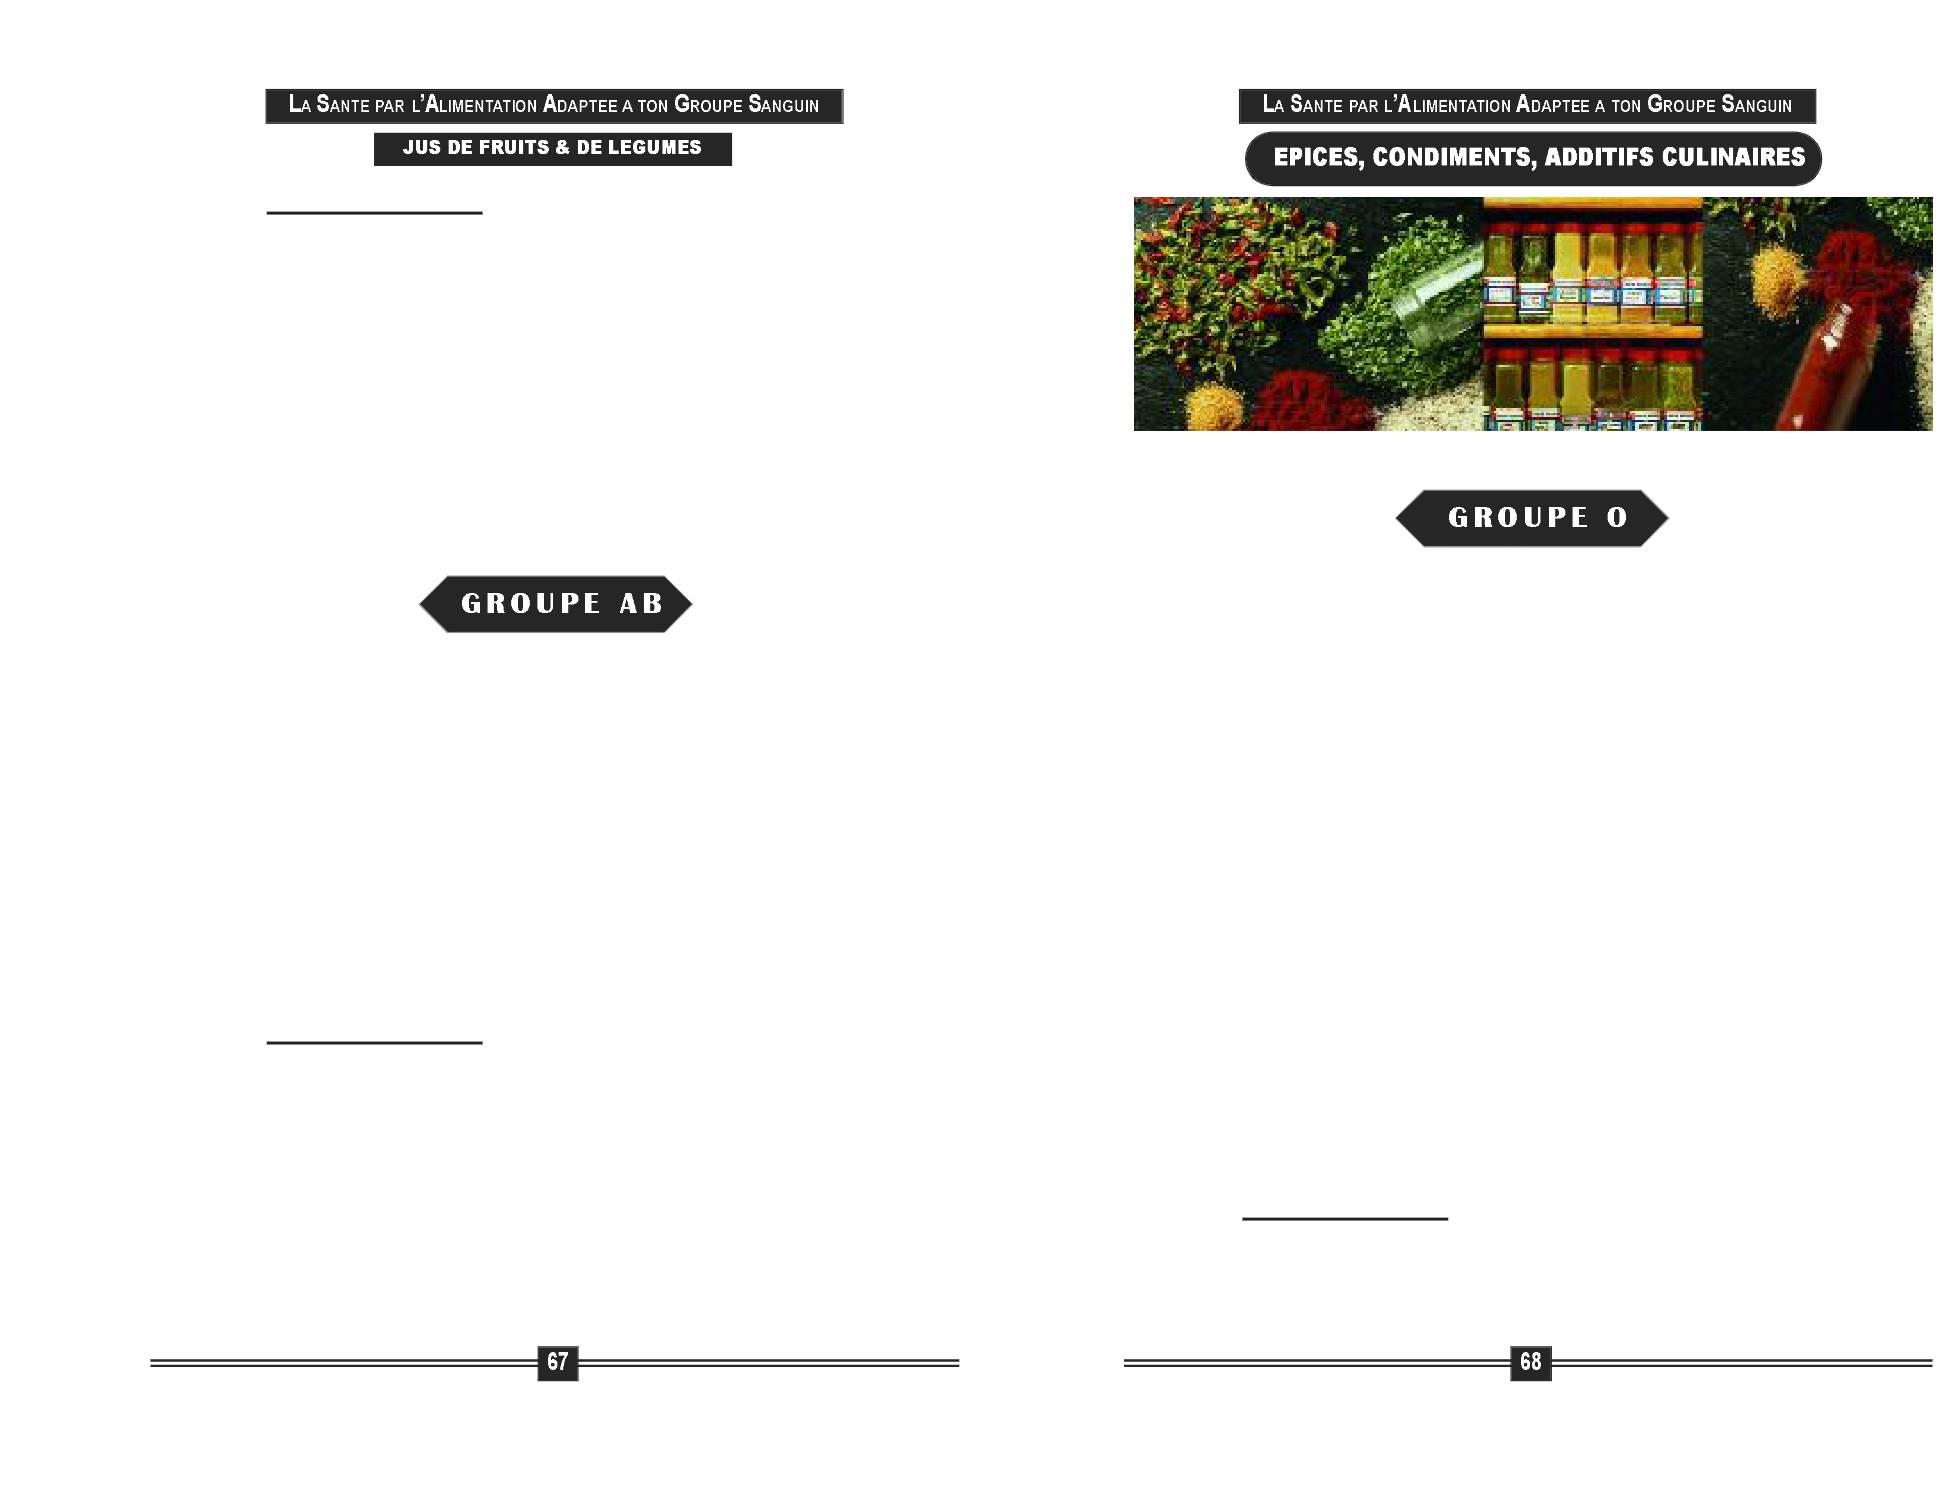 LA SANTE PAR L’ALIMENTATION ADAPTEE A TON GROUPE SANGUIN
JUS DE FRUITS & DE LEGUMES
GROUPE AB
67
LA SANTE PAR L’ALIMENTATION ADAPTEE A TON GROUPE SANGUIN
EPICES, CONDIMENTS, ADDITIFS CULINAIRES
GROUPE O
68